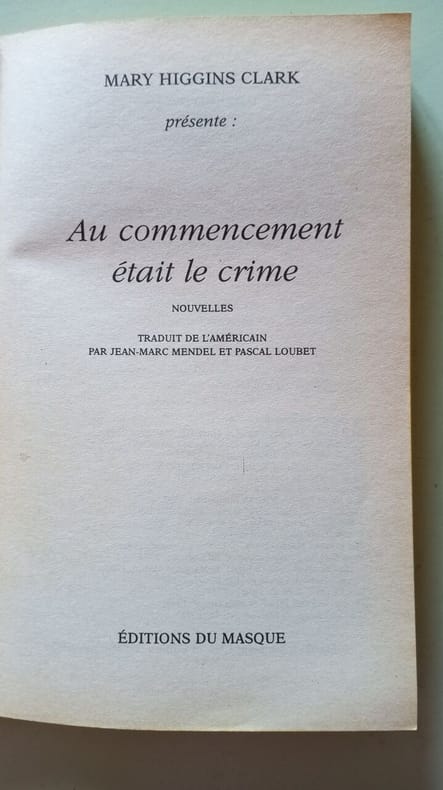 MARY HIGGINS CLARK
présente :
Au commencement
était le crime
NOUVELLES
TRADUIT DE L'AMÉRICAIN
PAR JEAN-MARC MENDEL ET PASCAL LOUBET
ÉDITIONS DU MASQUE